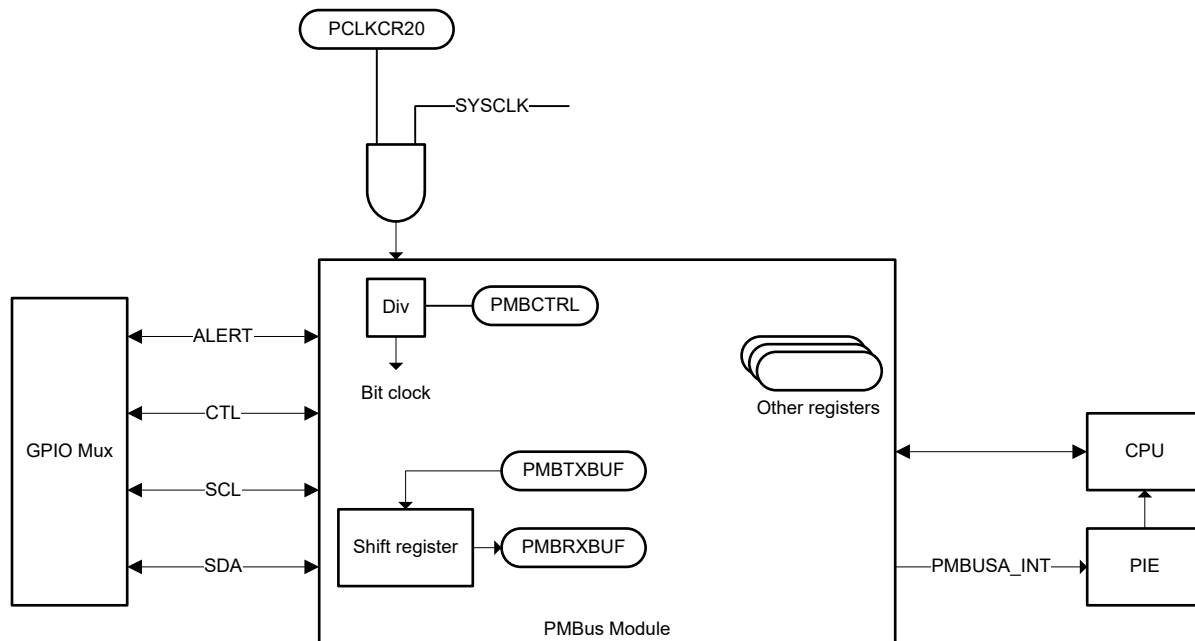 PCLKCR20
SYSCLK
Div
PMBCTRL
ALERT
Bit clock
Other registers
CTL
GPIO Mux
CPU
PMBTXBUF
SCL
Shift register
PMBRXBUF
SDA
PMBUSA_INT
PIE
PMBus Module